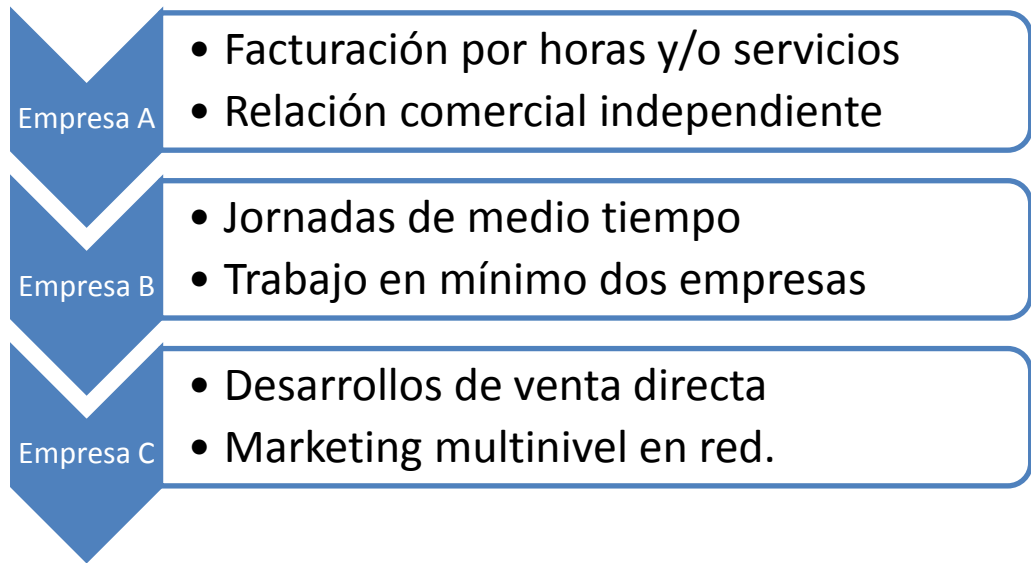 Empresa A
• Facturación por horas y/o servicios
• Relación comercial independiente
Empresa B
• Jornadas de medio tiempo
• Trabajo en mínimo dos empresas
Empresa C
• Desarrollos de venta directa
• Marketing multinivel en red.